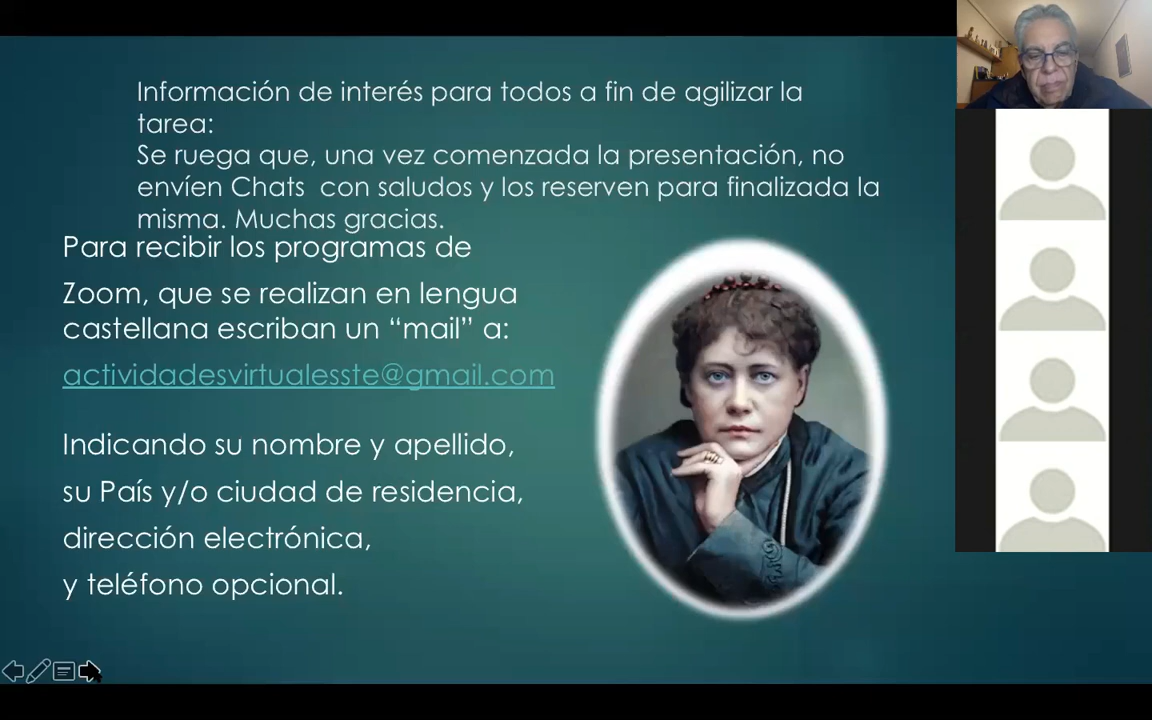 Información de interés para todos a fin de agilizar la
tarea:
Se ruega que, una vez comenzada la presentación, no
envíen Chats  con saludos y los reserven para finalizada la
misma. Muchas gracias.
Para recibir los programas de
Zoom, que se realizan en lengua
castellana escriban un “mail” a:
actividadesvirtualesste@gmail.com
Indicando su nombre y apellido,
su País y/o ciudad de residencia,
dirección electrónica,
y teléfono opcional.